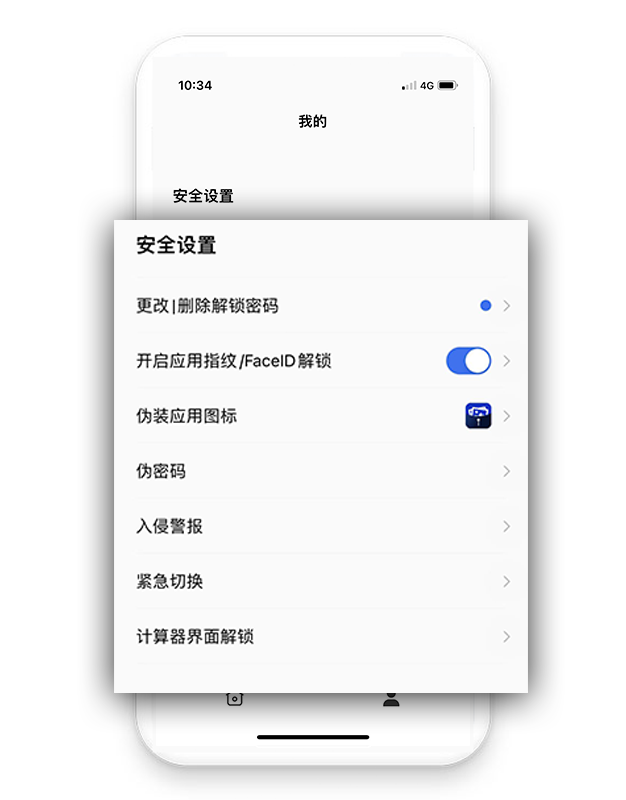 10:34
4G
我的
安全设置
安全设置
更改|删除解锁密码
开启应用指纹/FaceID解锁
伪装应用图标
伪密码
入侵警报
紧急切换
计算器界面解锁